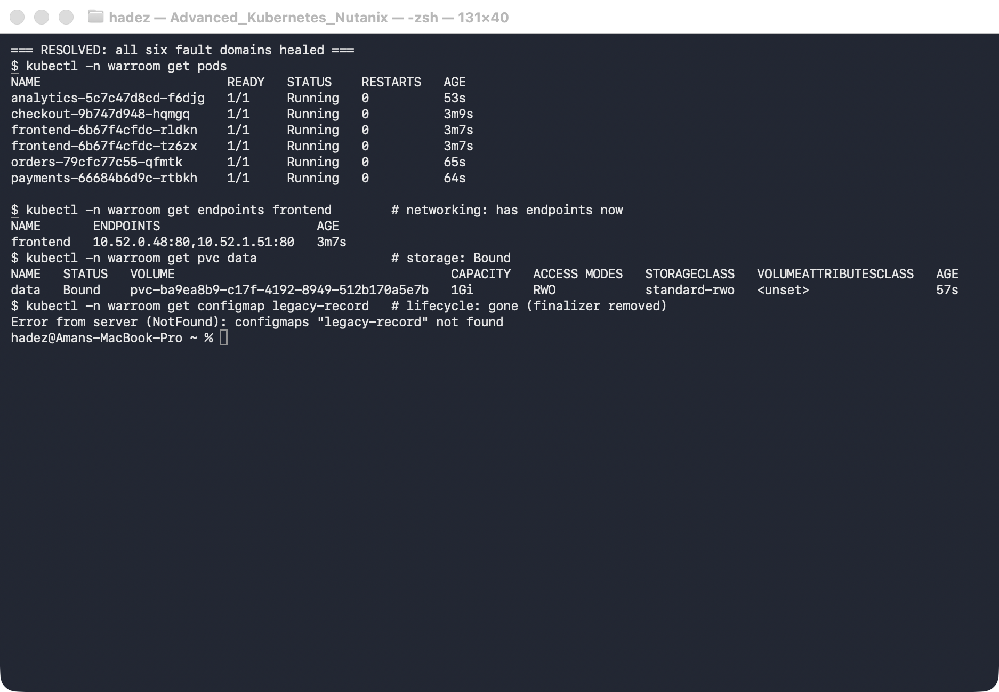 hadez — Advanced_Kubernetes_Nutanix — -zsh — 131×40
=== RESOLVED: all six fault domains healed ===
$ kubectl -n warroom get pods
NAME                         READY   STATUS    RESTARTS   AGE
analytics-5c7c47d8cd-f6djg   1/1     Running   0          53s
checkout-9b747d948-hqmgq     1/1     Running   0          3m9s
frontend-6b67f4cfdc-rldkn    1/1     Running   0          3m7s
frontend-6b67f4cfdc-tz6zx    1/1     Running   0          3m7s
orders-79cfc77c55-qfmtk      1/1     Running   0          65s
payments-66684b6d9c-rtbkh    1/1     Running   0          64s
$ kubectl -n warroom get endpoints frontend        # networking: has endpoints now
NAME       ENDPOINTS                     AGE
frontend   10.52.0.48:80,10.52.1.51:80   3m7s
$ kubectl -n warroom get pvc data                  # storage: Bound
NAME   STATUS   VOLUME                                     CAPACITY   ACCESS MODES   STORAGECLASS   VOLUMEATTRIBUTESCLASS   AGE
data   Bound    pvc-ba9ea8b9-c17f-4192-8949-512b170a5e7b   1Gi        RWO            standard-rwo   <unset>                 57s
$ kubectl -n warroom get configmap legacy-record   # lifecycle: gone (finalizer removed)
Error from server (NotFound): configmaps "legacy-record" not found
hadez@Amans-MacBook-Pro ~ %